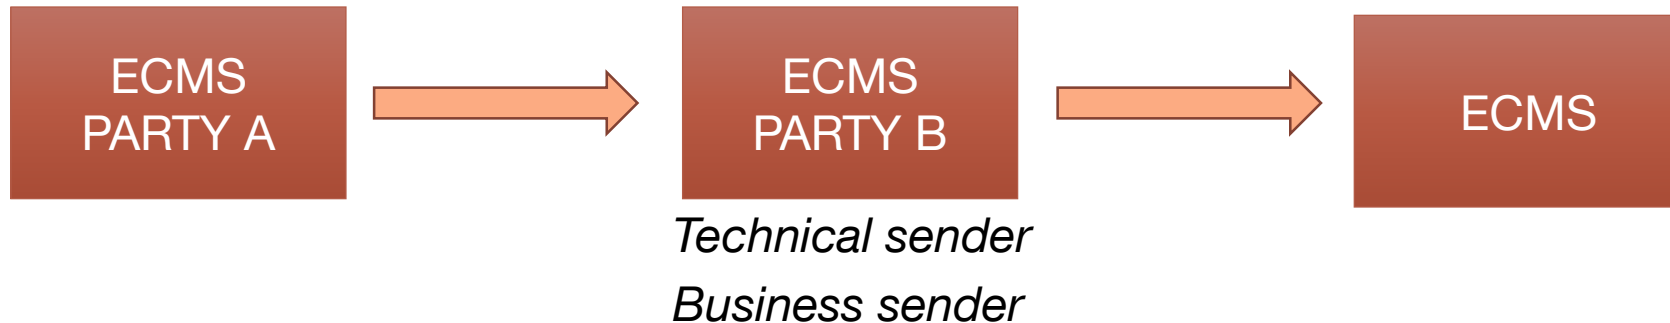 ECMS
PARTY A
ECMS
PARTY B
ECMS
Technical sender
Business sender